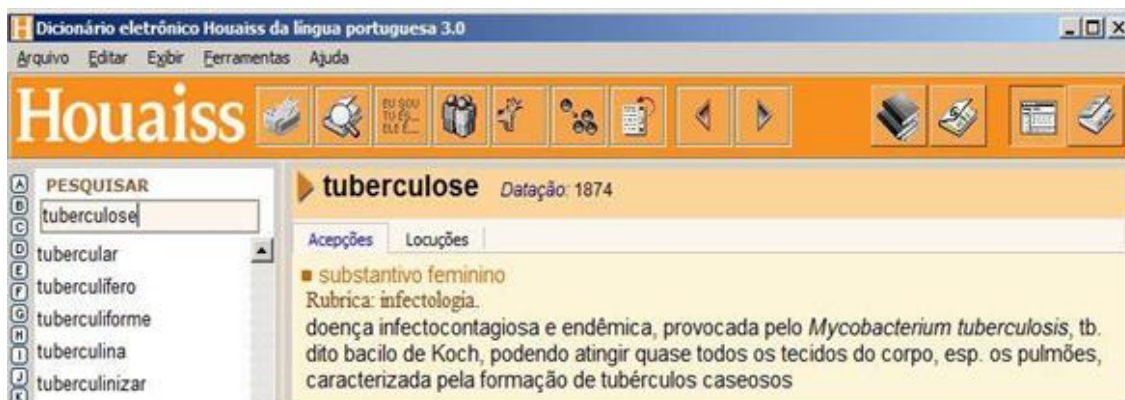 Dicionário eletrônico Houaiss da língua portuguesa 3.0
Arquivo Editar Exibir Ferramentas Ajuda
Houaiss
EU SOU
TU ÉS...
ELE É...
PESQUISAR
tuberculose
tubercular
tuberculífero
tuberculiforme
tuberculina
tuberculinizar
A
B
C
D
E
F
G
H
I
J
K
tuberculose Datação: 1874
Acepções Locuções
substantivo feminino
Rubrica: infectologia.
doença infectocontagiosa e endêmica, provocada pelo Mycobacterium tuberculosis, tb.
dito bacilo de Koch, podendo atingir quase todos os tecidos do corpo, esp. os pulmões,
caracterizada pela formação de tubérculos caseosos